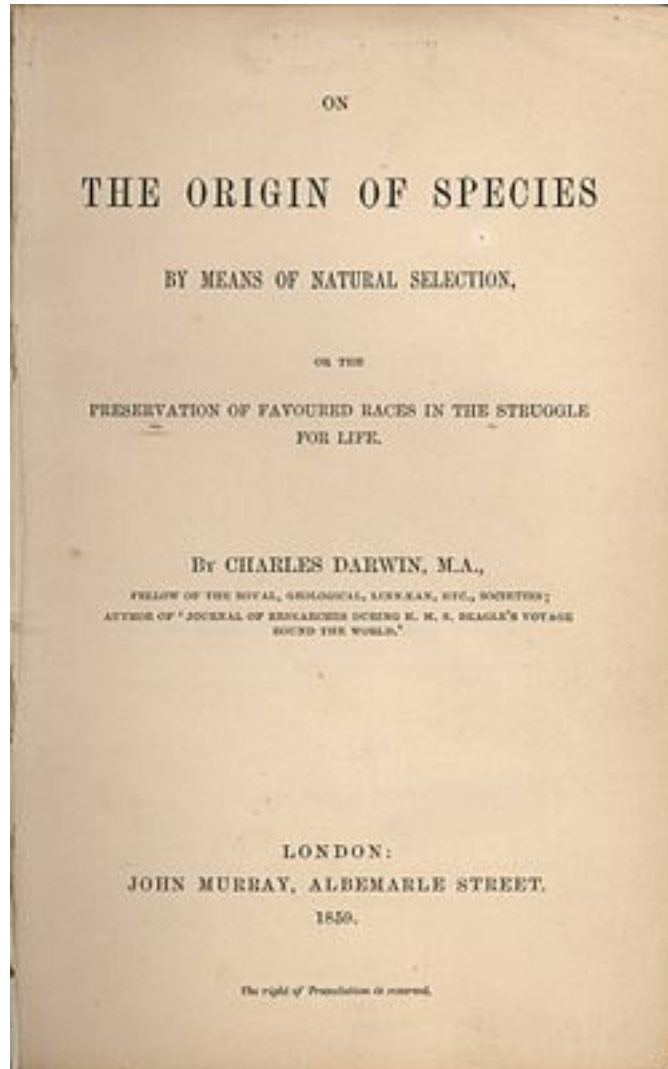 ON
THE ORIGIN OF SPECIES
BY MEANS OF NATURAL SELECTION,
OR THE
PRESERVATION OF FAVOURED RACES IN THE STRUGGLE
FOR LIFE.
BY CHARLES DARWIN, M.A.,
FELLOW OF THE ROYAL, GEOLOGICAL, LINNÆAN, ETC., SOCIETIES;
AUTHOR OF 'JOURNAL OF RESEARCHES DURING H. M. S. BEAGLE'S VOYAGE
ROUND THE WORLD.'
LONDON:
JOHN MURRAY, ALBEMARLE STREET.
1859.
The right of Translation is reserved.